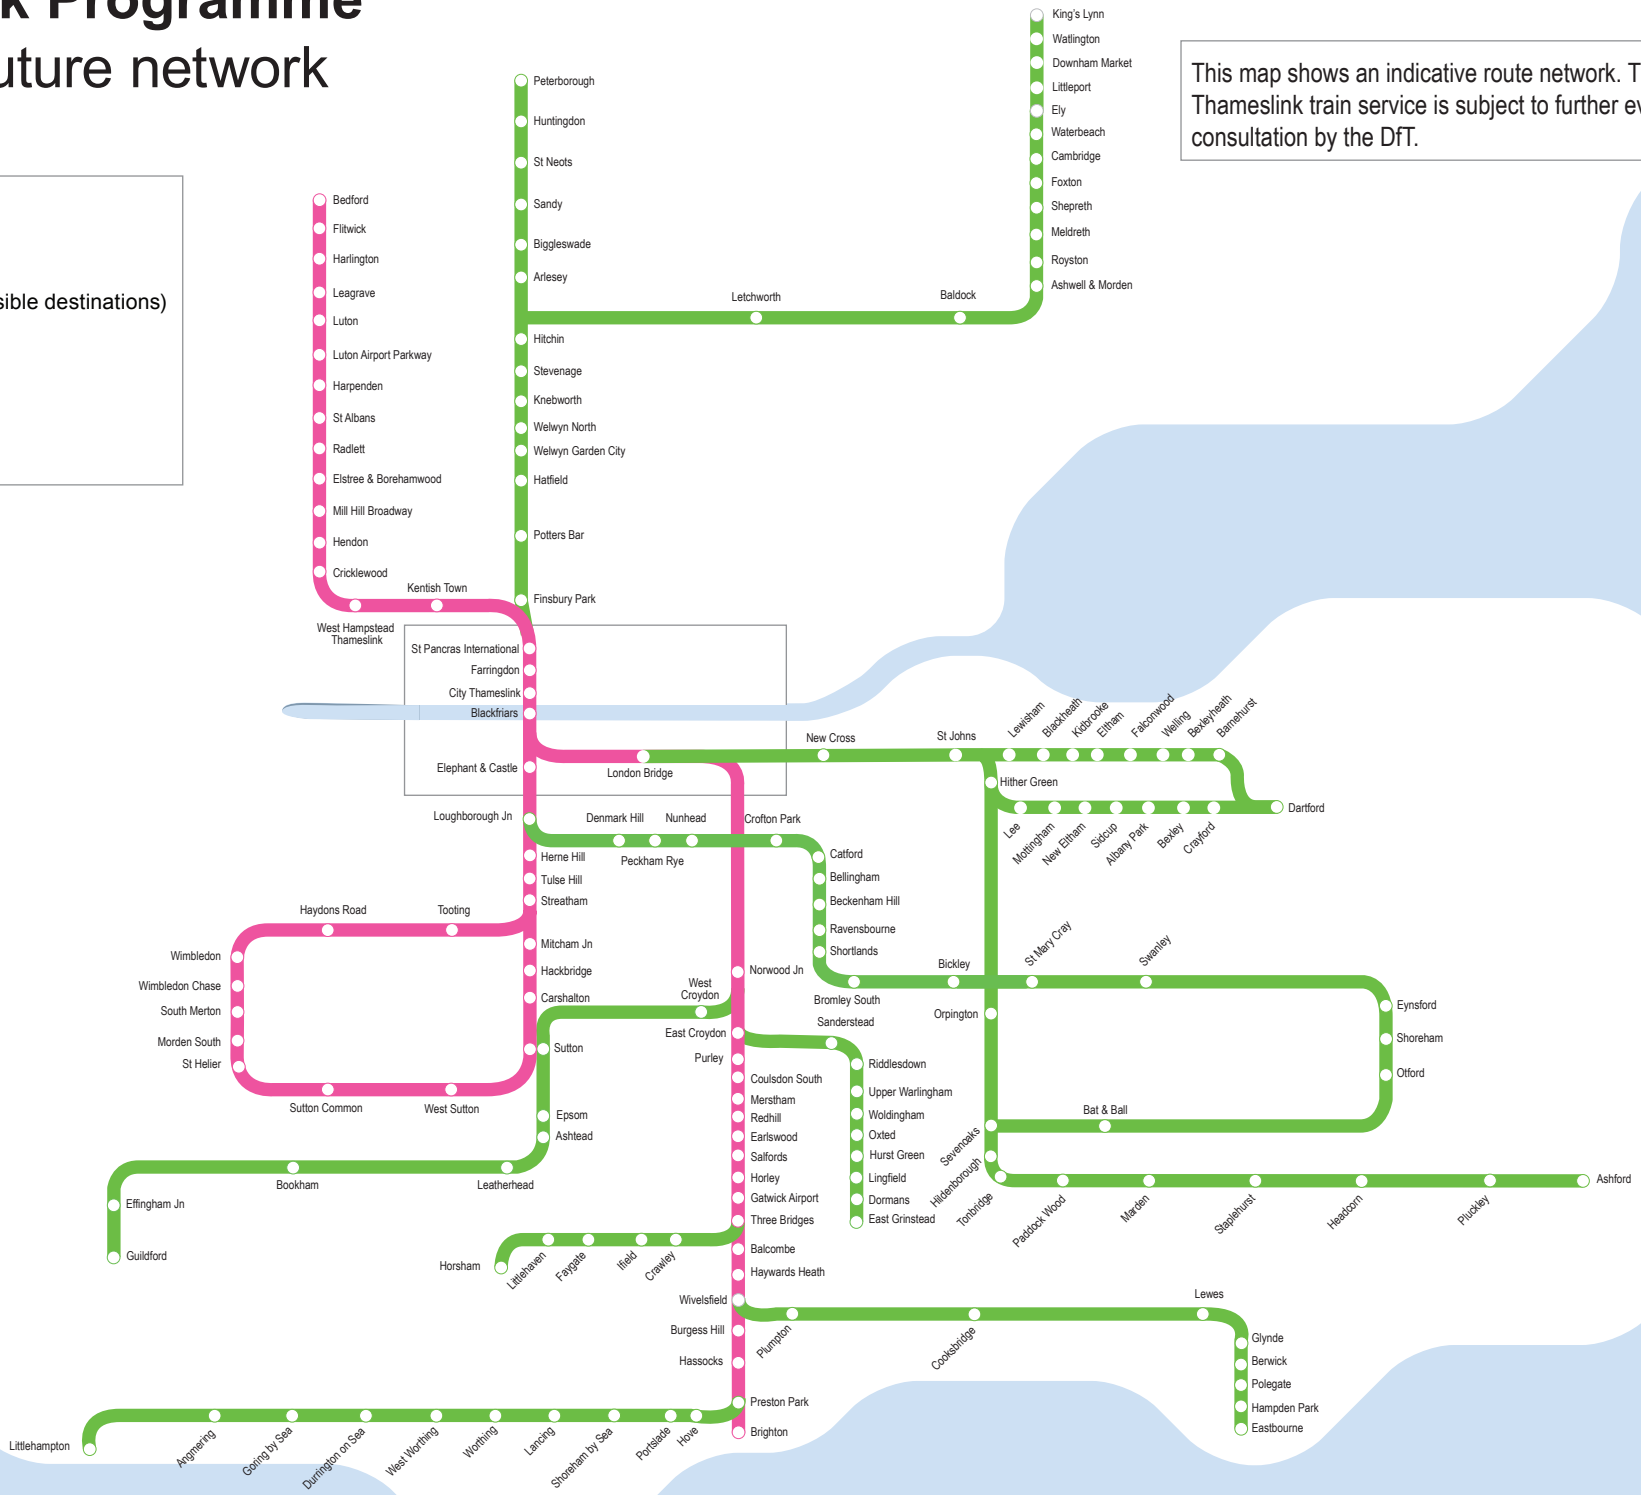 k Programme
uture network
This map shows an indicative route network. T
Thameslink train service is subject to further ev
consultation by the DfT.
sible destinations)
King's Lynn
Watlington
Downham Market
Littleport
Ely
Waterbeach
Cambridge
Foxton
Shepreth
Meldreth
Royston
Ashwell & Morden
Baldock
Letchworth
Peterborough
Huntingdon
St Neots
Sandy
Biggleswade
Arlesey
Hitchin
Stevenage
Knebworth
Welwyn North
Welwyn Garden City
Hatfield
Potters Bar
Finsbury Park
Bedford
Flitwick
Harlington
Leagrave
Luton
Luton Airport Parkway
Harpenden
St Albans
Radlett
Elstree & Borehamwood
Mill Hill Broadway
Hendon
Cricklewood
Kentish Town
West Hampstead
Thameslink
St Pancras International
Farringdon
City Thameslink
Blackfriars
Elephant & Castle
London Bridge
New Cross
St Johns
Lewisham
Blackheath
Kidbrooke
Eltham
Falconwood
Welling
Bexleyheath
Barnehurst
Hither Green
Dartford
Lee
Mottingham
New Eltham
Sidcup
Albany Park
Bexley
Crayford
Loughborough Jn
Denmark Hill
Nunhead
Crofton Park
Peckham Rye
Catford
Bellingham
Beckenham Hill
Ravensbourne
Shortlands
Bromley South
Bickley
St Mary Cray
Swanley
Eynsford
Shoreham
Otford
Orpington
Bat & Ball
Sevenoaks
Hildenborough
Tonbridge
Paddock Wood
Marden
Staplehurst
Headcorn
Pluckley
Ashford
Herne Hill
Tulse Hill
Streatham
Haydons Road
Tooting
Wimbledon
Wimbledon Chase
South Merton
Morden South
St Helier
Sutton Common
West Sutton
Mitcham Jn
Hackbridge
Carshalton
Sutton
Norwood Jn
West
Croydon
East Croydon
Purley
Coulsdon South
Merstham
Redhill
Earlswood
Salfords
Horley
Gatwick Airport
Three Bridges
Balcombe
Haywards Heath
Wivelsfield
Burgess Hill
Hassocks
Preston Park
Brighton
Sanderstead
Riddlesdown
Upper Warlingham
Woldingham
Oxted
Hurst Green
Lingfield
Dormans
East Grinstead
Epsom
Ashtead
Leatherhead
Bookham
Effingham Jn
Guildford
Horsham
Littlehaven
Faygate
Ifield
Crawley
Plumpton
Cooksbridge
Lewes
Glynde
Berwick
Polegate
Hampden Park
Eastbourne
Littlehampton
Angmering
Goring by Sea
Durrington on Sea
West Worthing
Worthing
Lancing
Shoreham by Sea
Portslade
Hove